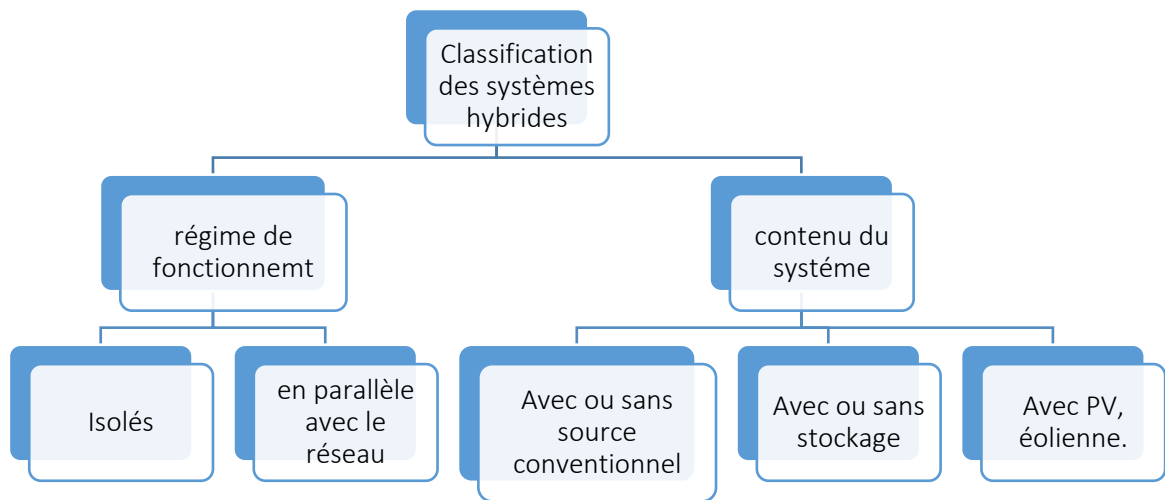 Classification
des systèmes
hybrides
régime de
fonctionnemt
contenu du
systéme
Isolés
en parallèle
avec le
réseau
Avec ou sans
source
conventionnel
Avec ou sans
stockage
Avec PV,
éolienne.